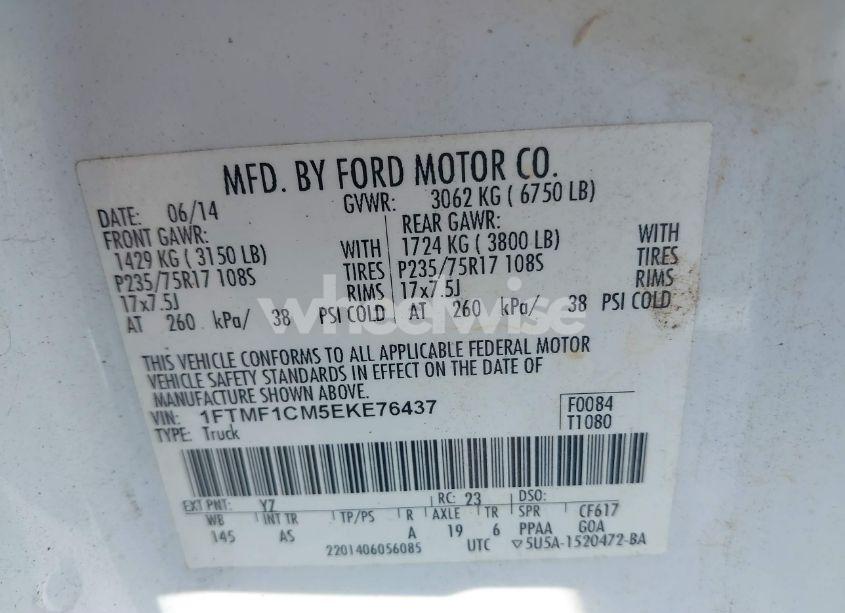 MFD. BY FORD MOTOR CO.
DATE: 06/14 GVWR: 3062 KG ( 6750 LB)
FRONT GAWR: REAR GAWR:
1429 KG ( 3150 LB) WITH 1724 KG ( 3800 LB) WITH
P235/75R17 108S TIRES P235/75R17 108S TIRES
17x7.5J RIMS 17x7.5J RIMS
AT 260 kPa/ 38 PSI COLD AT 260 kPa/ 38 PSI COLD
wheelwise
THIS VEHICLE CONFORMS TO ALL APPLICABLE FEDERAL MOTOR
VEHICLE SAFETY STANDARDS IN EFFECT ON THE DATE OF
MANUFACTURE SHOWN ABOVE.
VIN: 1FTMF1CM5EKE76437 F0084
TYPE: Truck T1080
EXT PNT: YZ RC: 23 DSO:
WB INT TR TP/PS R AXLE TR SPR CF617
145 AS A 19 6 PPAA GOA
2201406056085 UTC ▽5U5A-1520472-BA